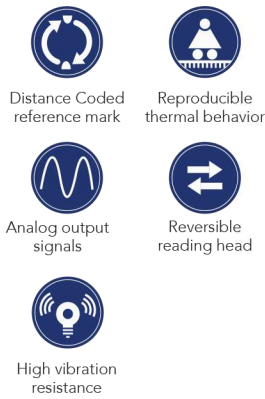 Distance Coded
reference mark
Reproducible
thermal behavior
Analog output
signals
Reversible
reading head
High vibration
resistance